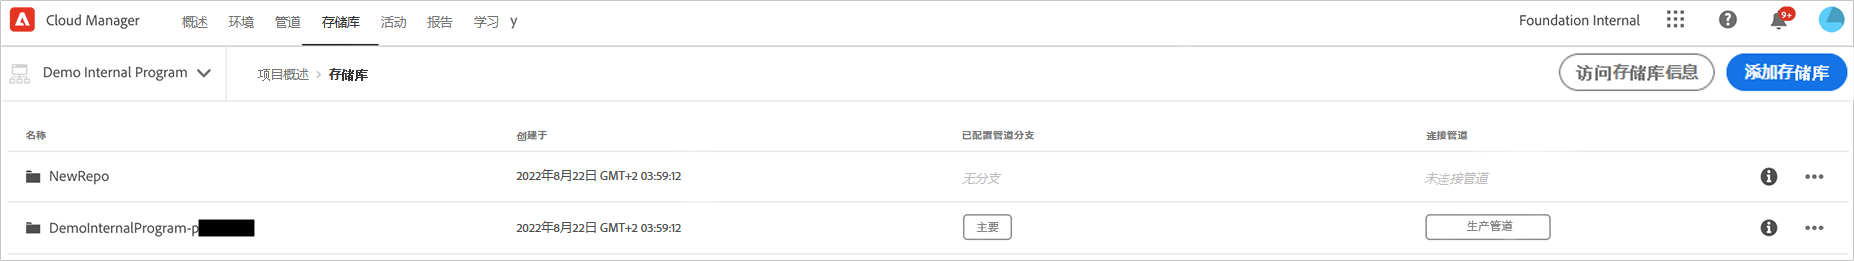 Cloud Manager 概述 环境 管道 存储库 活动 报告 学习 y Foundation Internal 9+
Demo Internal Program 项目概述 › 存储库 访问存储库信息 添加存储库
名称 创建于 已配置管道分支 连接管道
NewRepo 2022年8月22日 GMT+2 03:59:12 无分支 未连接管道
DemoInternalProgram-p 2022年8月22日 GMT+2 03:59:12 主要 生产管道